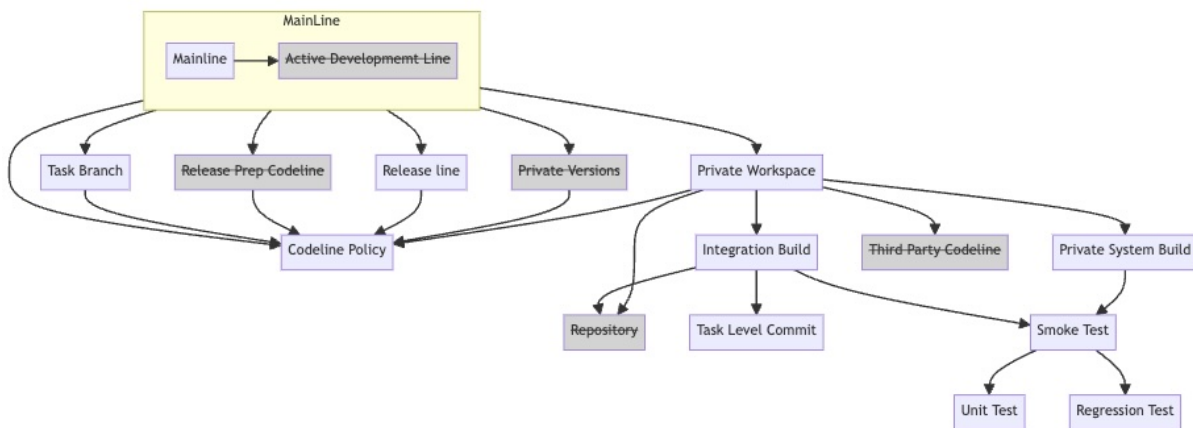 MainLine
Mainline
Active Developmemt Line
Task Branch
Release Prep Codeline
Release line
Private Versions
Private Workspace
Codeline Policy
Integration Build
Third Party Codeline
Private System Build
Repository
Task Level Commit
Smoke Test
Unit Test
Regression Test